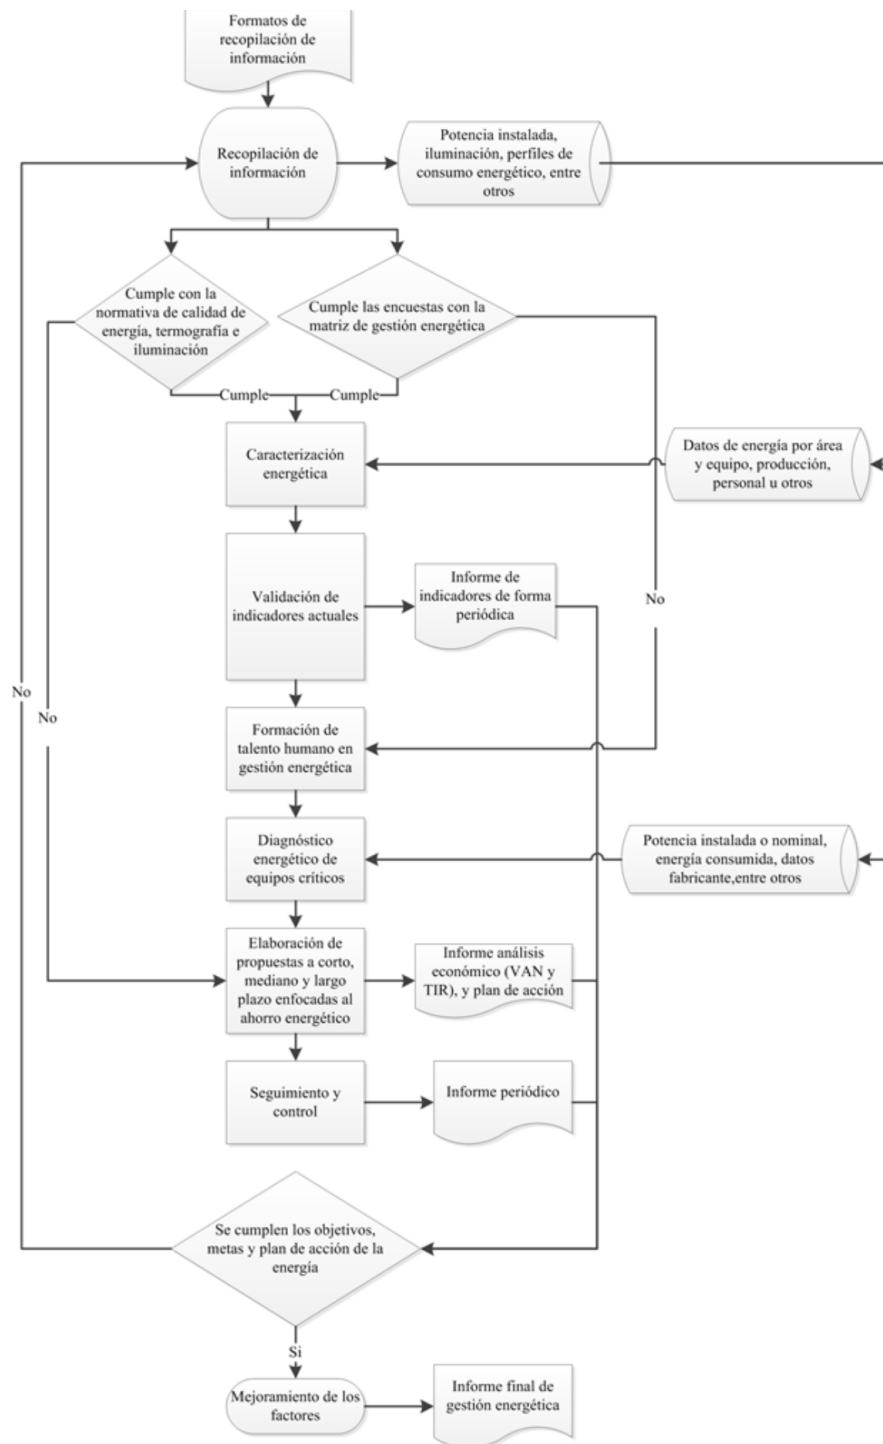 Formatos de
recopilación de
información
Recopilación de
información
Potencia instalada,
iluminación, perfiles de
consumo energético, entre
otros
Cumple con la
normativa de calidad de
energía, termografía e
iluminación
Cumple las encuestas con la
matriz de gestión energética
Cumple
Cumple
Caracterización
energética
Datos de energía por área
y equipo, producción,
personal u otros
Validación de
indicadores actuales
Informe de
indicadores de forma
periódica
No
No
No
Formación de
talento humano en
gestión energética
Diagnóstico
energético de
equipos críticos
Potencia instalada o nominal,
energía consumida, datos
fabricante,entre otros
Elaboración de
propuestas a corto,
mediano y largo
plazo enfocadas al
ahorro energético
Informe análisis
económico (VAN y
TIR), y plan de acción
Seguimiento y
control
Informe periódico
Se cumplen los objetivos,
metas y plan de acción de la
energía
Si
Mejoramiento de los
factores
Informe final de
gestión energética